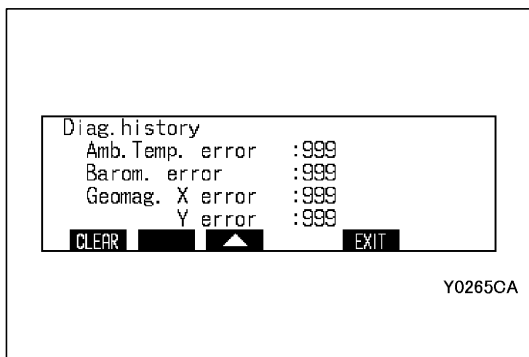 Diag.history
Amb.Temp. error :999
Barom. error :999
Geomag. X error :999
Y error :999
CLEAR EXIT
Y0265CA